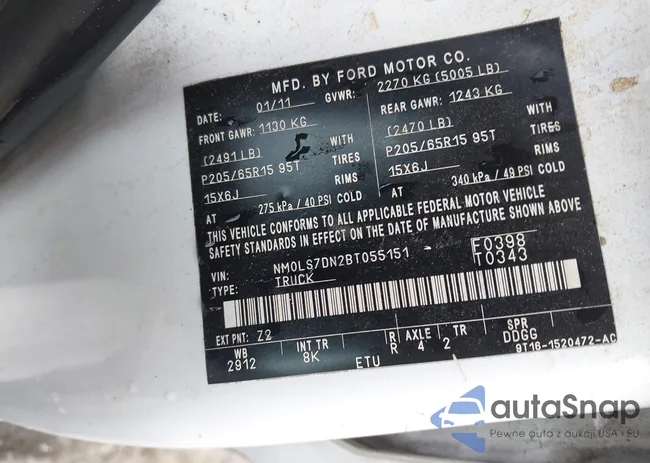 MFD. BY FORD MOTOR CO.
DATE: 01/11 GVWR: 2270 KG (5005 LB)
FRONT GAWR: 1130 KG REAR GAWR: 1243 KG
(2491 LB) WITH (2470 LB) WITH
P205/65R15 95T TIRES P205/65R15 95T TIRES
15X6J RIMS 15X6J RIMS
AT 275 kPa / 40 PSI COLD AT 340 kPa / 49 PSI COLD
THIS VEHICLE CONFORMS TO ALL APPLICABLE FEDERAL MOTOR VEHICLE
SAFETY STANDARDS IN EFFECT ON THE DATE OF MANUFACTURE SHOWN ABOVE
VIN: NM0LS7DN2BT055151 F0398
TYPE: TRUCK T0343
EXT PNT: Z2
WB INT TR R AXLE TR SPR
2912 8K R 4 2 DDGG
ETU 9T16-1520472-AC
autaSnap
Pewne auta z aukcji USA i EU